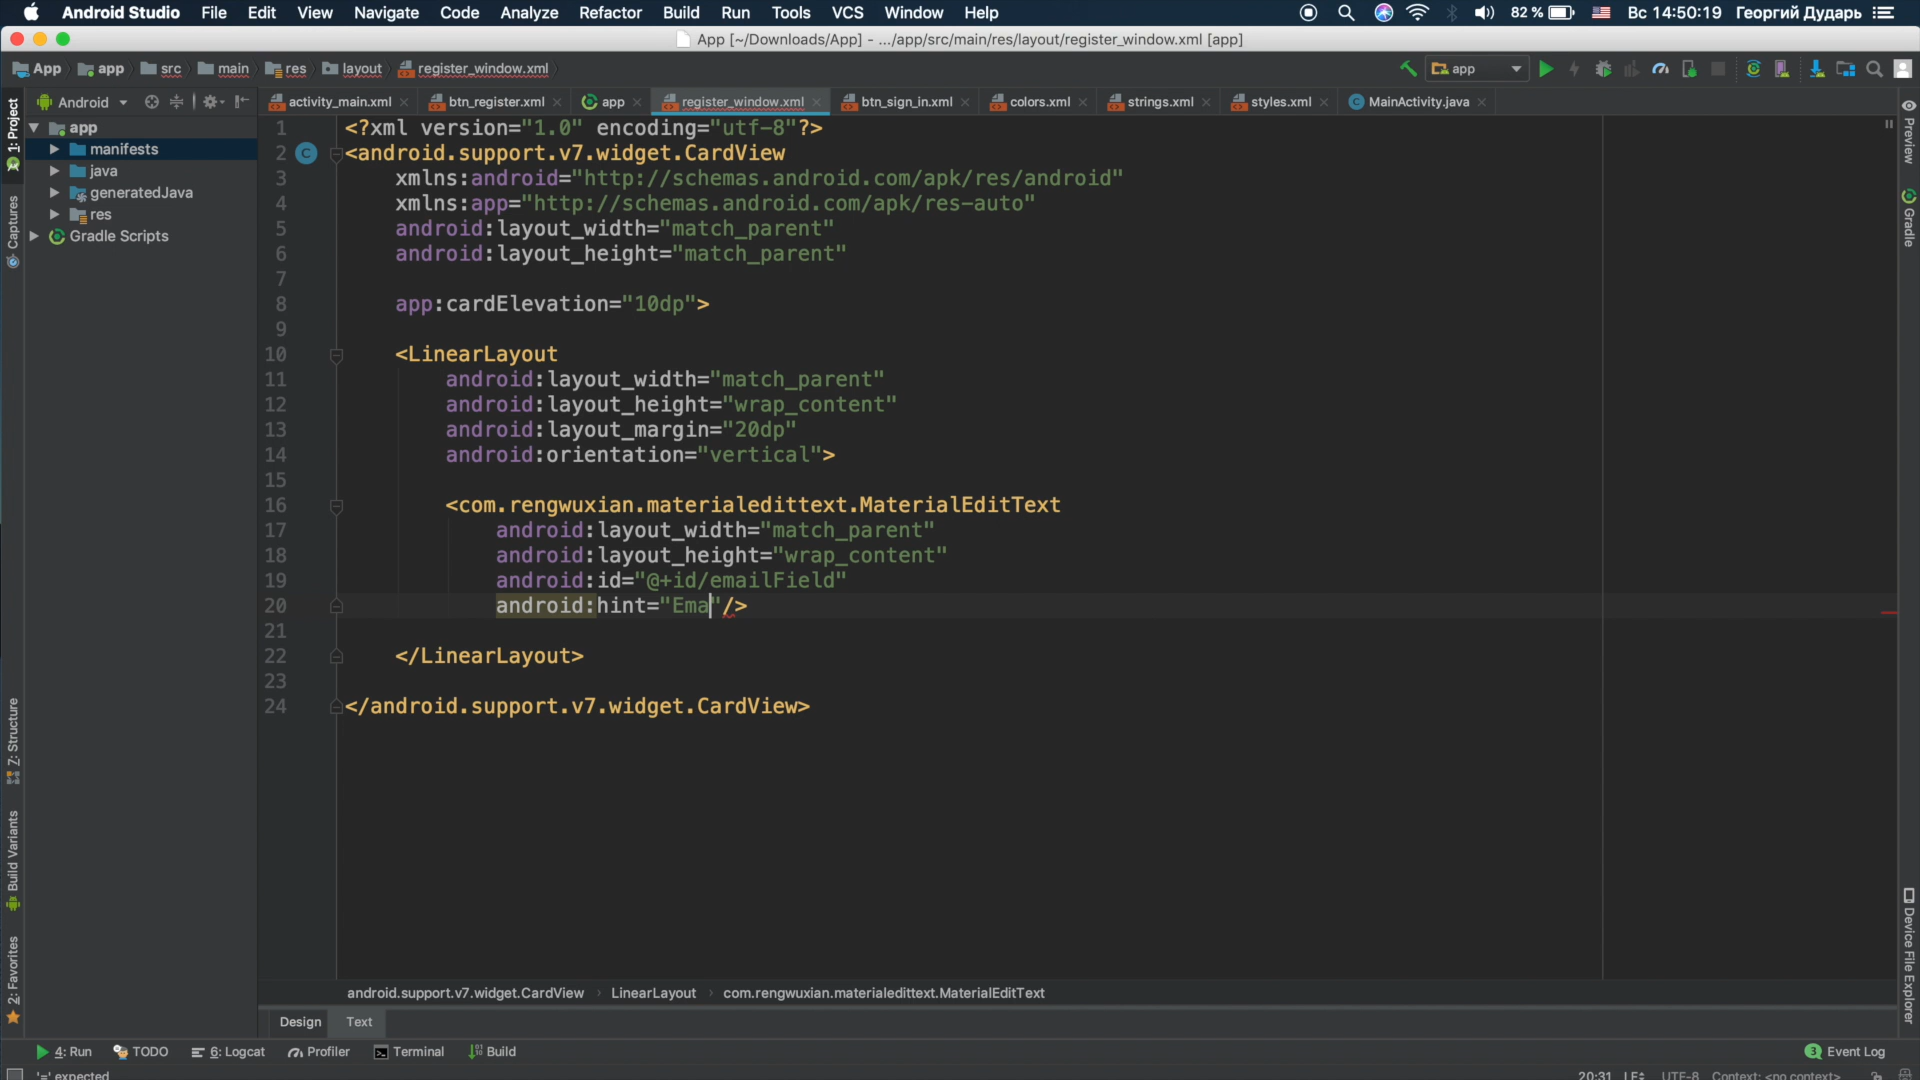 Android Studio File Edit View Navigate Code Analyze Refactor Build Run Tools VCS Window Help 82 % Вс 14:50:19 Георгий Дударь
App [~/Downloads/App] - .../app/src/main/res/layout/register_window.xml [app]
App app src main res layout register_window.xml app
Android activity_main.xml btn_register.xml app register_window.xml btn_sign_in.xml colors.xml strings.xml styles.xml MainActivity.java
1: Project
Captures
Z: Structure
Build Variants
2: Favorites
app
manifests
java
generatedJava
res
Gradle Scripts
1 <?xml version="1.0" encoding="utf-8"?>
2 <android.support.v7.widget.CardView
3 xmlns:android="http://schemas.android.com/apk/res/android"
4 xmlns:app="http://schemas.android.com/apk/res-auto"
5 android:layout_width="match_parent"
6 android:layout_height="match_parent"
7
8 app:cardElevation="10dp">
9
10 <LinearLayout
11 android:layout_width="match_parent"
12 android:layout_height="wrap_content"
13 android:layout_margin="20dp"
14 android:orientation="vertical">
15
16 <com.rengwuxian.materialedittext.MaterialEditText
17 android:layout_width="match_parent"
18 android:layout_height="wrap_content"
19 android:id="@+id/emailField"
20 android:hint="Ema"/>
21
22 </LinearLayout>
23
24 </android.support.v7.widget.CardView>
Preview
Gradle
Device File Explorer
android.support.v7.widget.CardView LinearLayout com.rengwuxian.materialedittext.MaterialEditText
Design Text
4: Run TODO 6: Logcat Profiler Terminal Build 3 Event Log
'=' expected 20:31 LF UTF-8 Context: <no context>